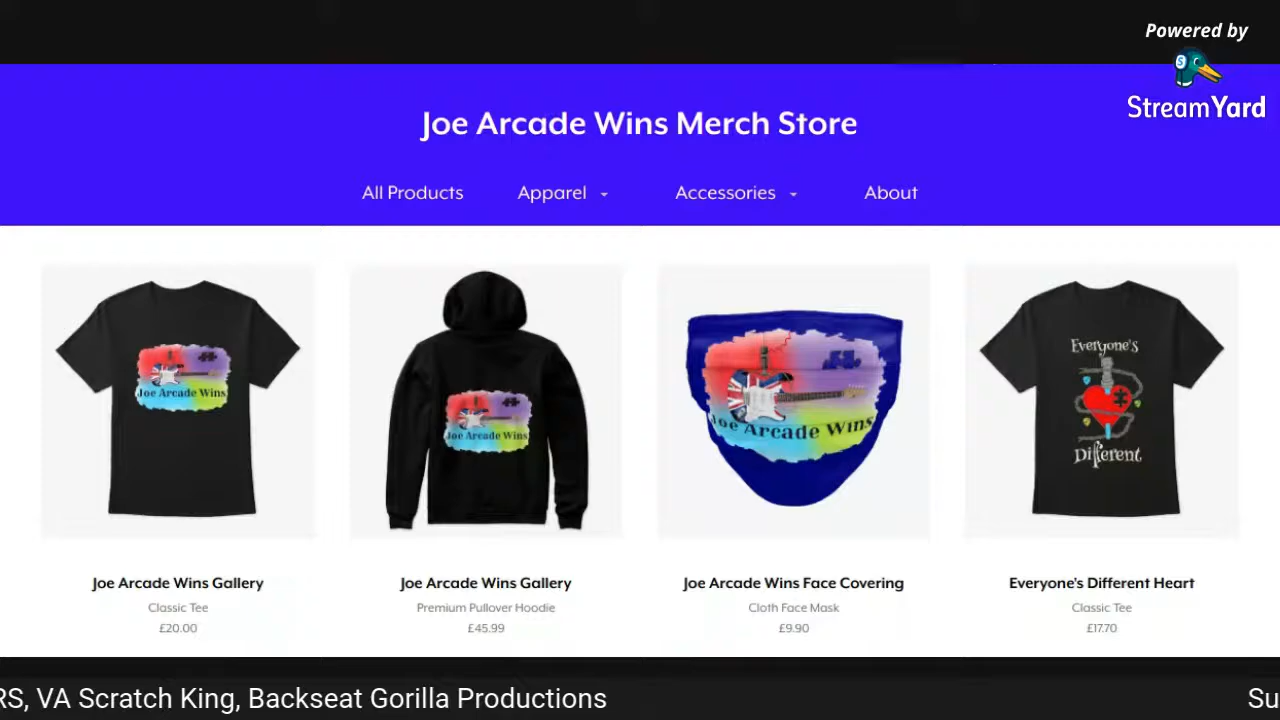 Powered by
StreamYard
Joe Arcade Wins Merch Store
All Products Apparel Accessories About
Joe Arcade Wins
Joe Arcade Wins
Joe Arcade Wins
Everyone's
Different
Joe Arcade Wins Gallery
Classic Tee
£20.00
Joe Arcade Wins Gallery
Premium Pullover Hoodie
£45.99
Joe Arcade Wins Face Covering
Cloth Face Mask
£9.90
Everyone's Different Heart
Classic Tee
£17.70
RS, VA Scratch King, Backseat Gorilla Productions
Su